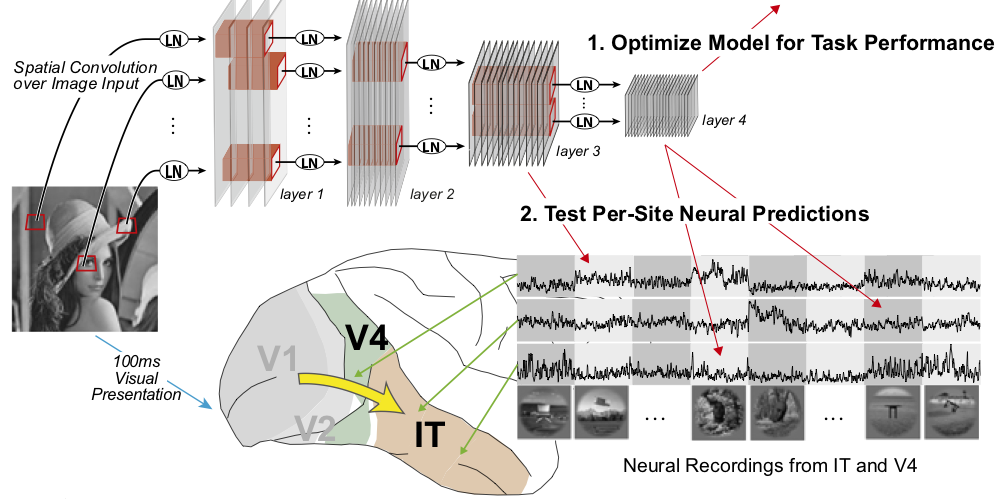 LN
LN
LN
1. Optimize Model for Task Performance
Spatial Convolution
over Image Input
LN
LN
LN
LN
LN
LN
LN
LN
layer 1
layer 2
layer 3
layer 4
2. Test Per-Site Neural Predictions
100ms
Visual
Presentation
V1
V2
V4
IT
...
...
Neural Recordings from IT and V4